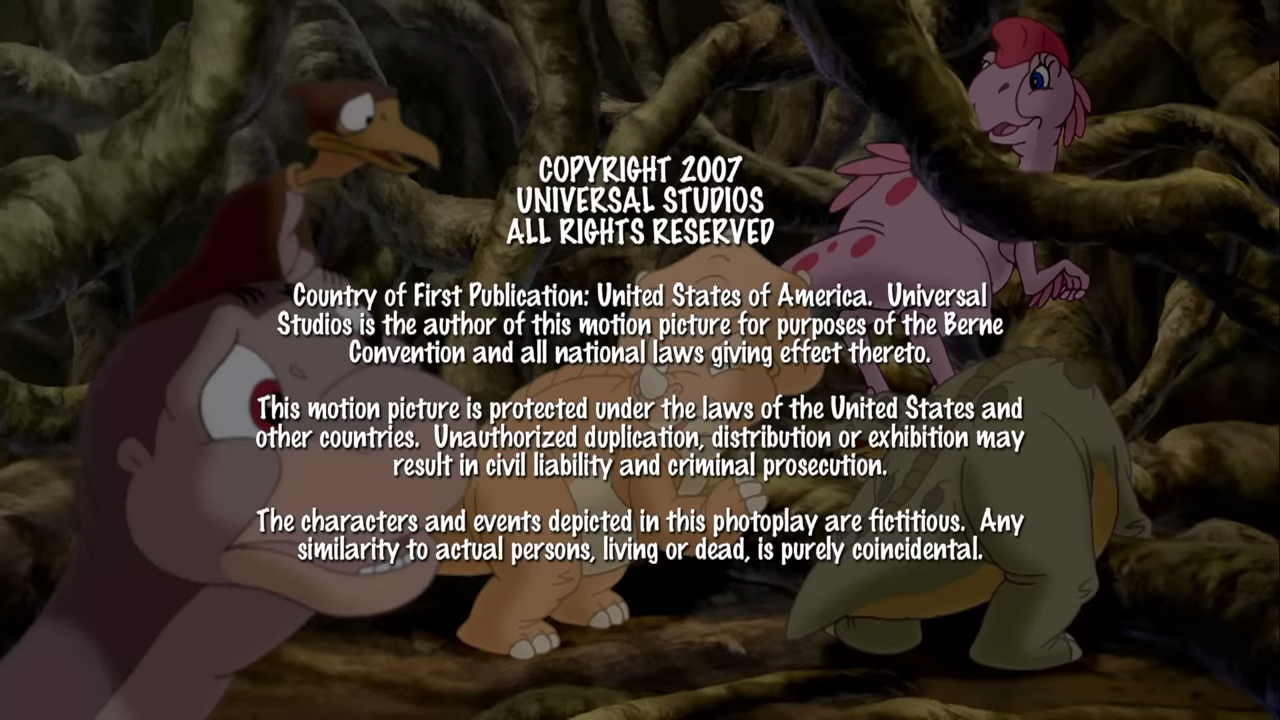 COPYRIGHT 2007
UNIVERSAL STUDIOS
ALL RIGHTS RESERVED
Country of First Publication: United States of America. Universal
Studios is the author of this motion picture for purposes of the Berne
Convention and all national laws giving effect thereto.
This motion picture is protected under the laws of the United States and
other countries. Unauthorized duplication, distribution or exhibition may
result in civil liability and criminal prosecution.
The characters and events depicted in this photoplay are fictitious. Any
similarity to actual persons, living or dead, is purely coincidental.